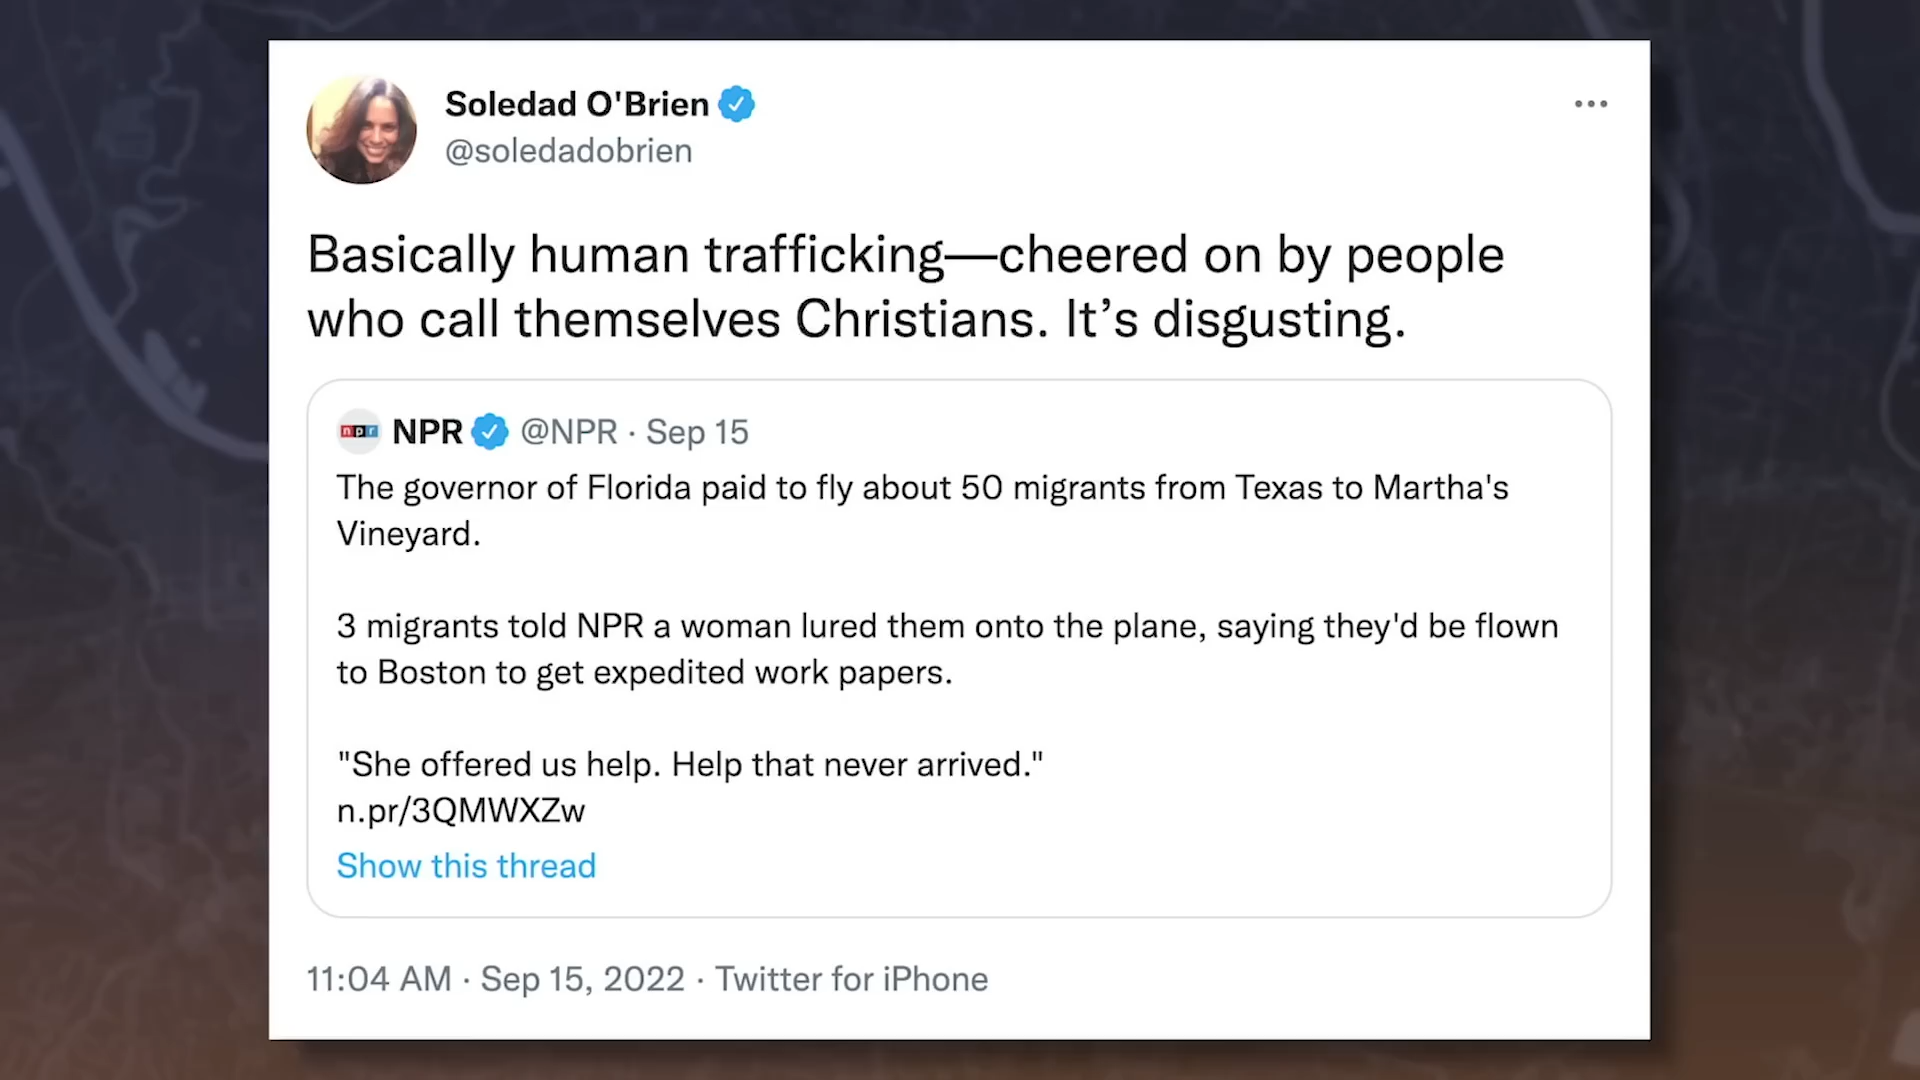 Soledad O'Brien
@soledadobrien
Basically human trafficking—cheered on by people
who call themselves Christians. It’s disgusting.
npr NPR @NPR · Sep 15
The governor of Florida paid to fly about 50 migrants from Texas to Martha's
Vineyard.
3 migrants told NPR a woman lured them onto the plane, saying they'd be flown
to Boston to get expedited work papers.
"She offered us help. Help that never arrived."
n.pr/3QMWXZw
Show this thread
11:04 AM · Sep 15, 2022 · Twitter for iPhone